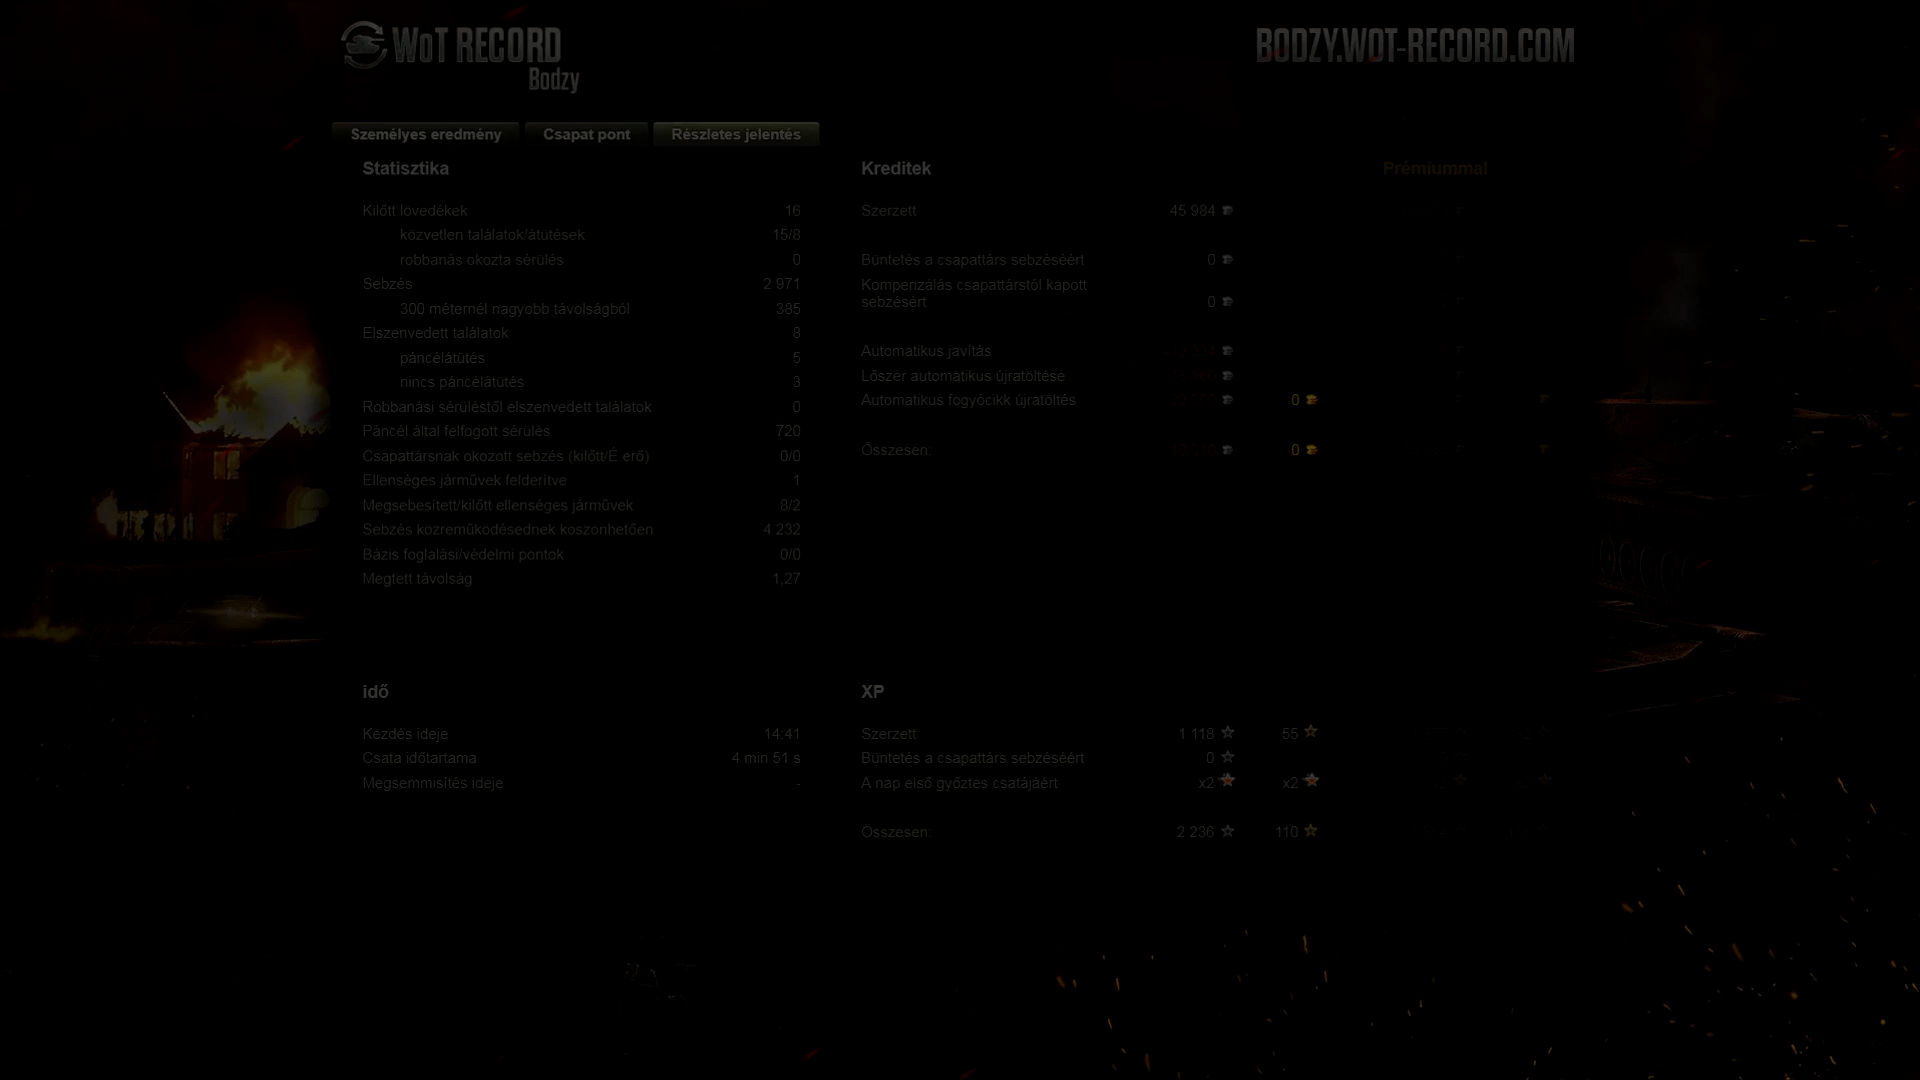 WoT RECORD
Bodzy
BODZY.WOT-RECORD.COM
Személyes eredmény Csapat pont Részletes jelentés
Statisztika
Kilőtt lövedékek 16
közvetlen találatok/átütések 15/8
robbanás okozta sérülés 0
Sebzés 2 971
300 méternél nagyobb távolságból 385
Elszenvedett találatok 8
páncélátütés 5
nincs páncélátütés 3
Robbanási sérüléstől elszenvedett találatok 0
Páncél által felfogott sérülés 720
Csapattársnak okozott sebzés (kilőtt/É erő) 0/0
Ellenséges járművek felderítve 1
Megsebesített/kilőtt ellenséges járművek 8/2
Sebzés közreműködésednek köszönhetően 4 232
Bázis foglalási/védelmi pontok 0/0
Megtett távolság 1,27
Kreditek Prémiummal
Szerzett 45 984
Büntetés a csapattárs sebzéséért 0
Kompenzálás csapattárstól kapott
sebzésért 0
Automatikus javítás
Lőszer automatikus újratöltése
Automatikus fogyócikk újratöltés 0
Összesen: 0
idő
Kezdés ideje 14:41
Csata időtartama 4 min 51 s
Megsemmisítés ideje -
XP
Szerzett 1 118 55
Büntetés a csapattárs sebzéséért 0
A nap első győztes csatájáért x2 x2
Összesen: 2 236 110